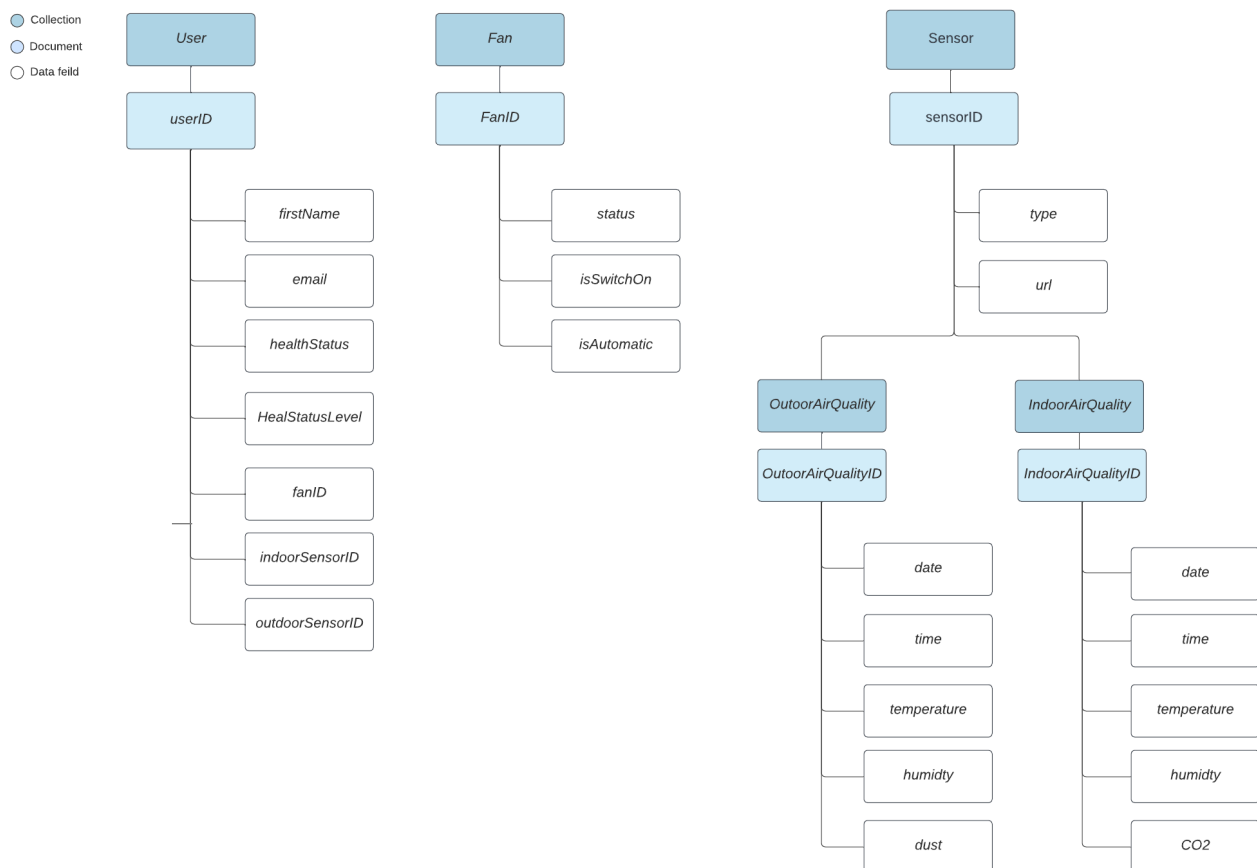 Collection
Document
Data feild
User
userID
firstName
email
healthStatus
HealStatusLevel
fanID
indoorSensorID
outdoorSensorID
Fan
FanID
status
isSwitchOn
isAutomatic
Sensor
sensorID
type
url
OutoorAirQuality
OutoorAirQualityID
date
time
temperature
humidty
dust
IndoorAirQuality
IndoorAirQualityID
date
time
temperature
humidty
CO2